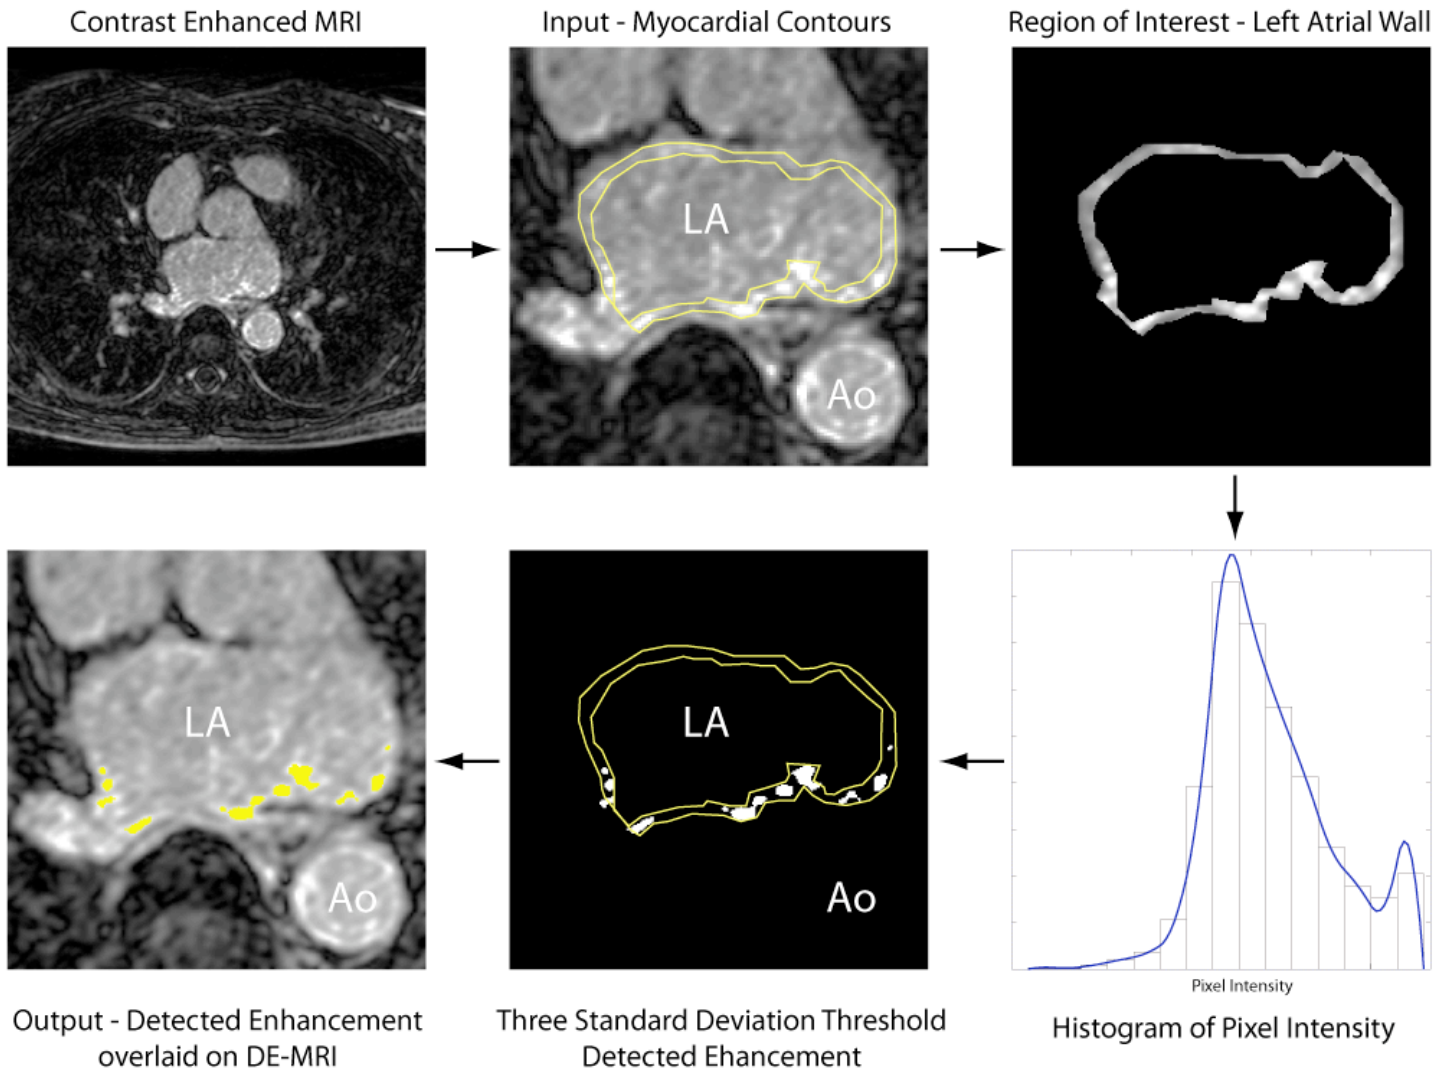 Contrast Enhanced MRI
Input - Myocardial Contours
Region of Interest - Left Atrial Wall
LA
Ao
LA
Ao
LA
Ao
Pixel Intensity
Output - Detected Enhancement
overlaid on DE-MRI
Three Standard Deviation Threshold
Detected Ehancement
Histogram of Pixel Intensity